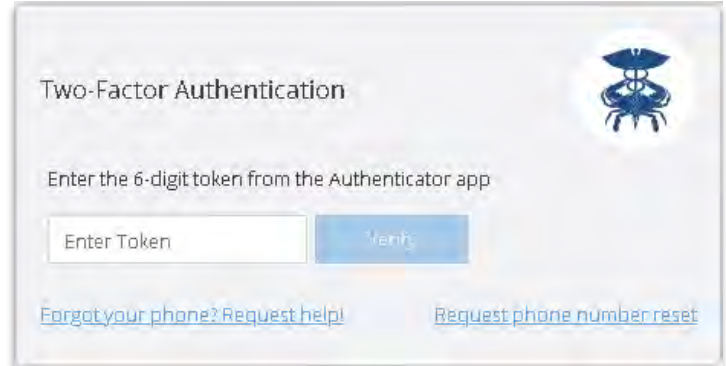 Two-Factor Authentication
Enter the 6-digit token from the Authenticator app
Enter Token Verify
Forgot your phone? Request help!
Request phone number reset